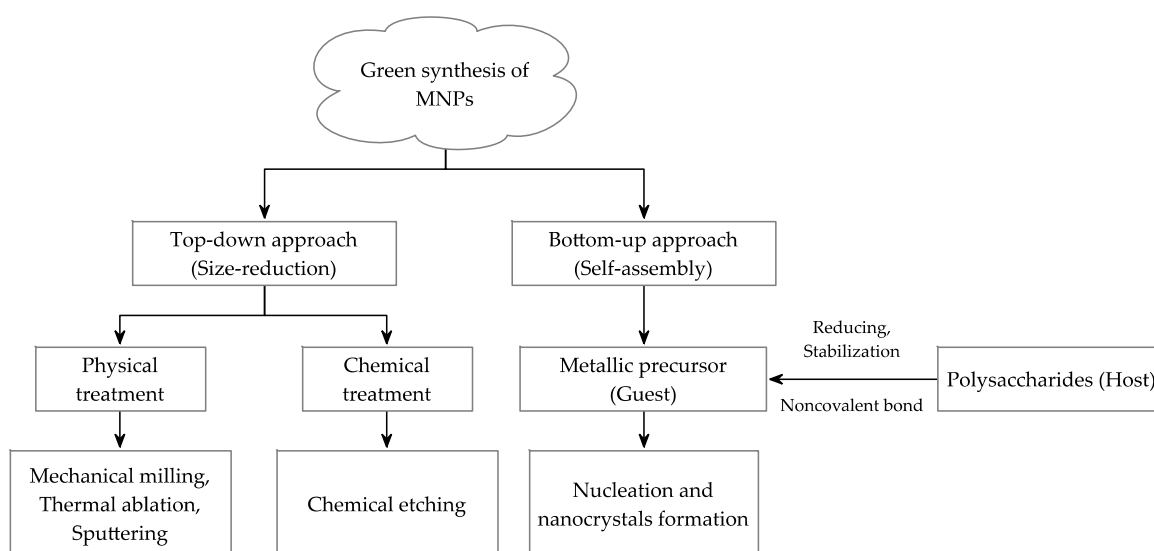 Green synthesis of
MNPs
Top-down approach
(Size-reduction)
Bottom-up approach
(Self-assembly)
Physical
treatment
Chemical
treatment
Metallic precursor
(Guest)
Reducing,
Stabilization
Noncovalent bond
Polysaccharides (Host)
Mechanical milling,
Thermal ablation,
Sputtering
Chemical etching
Nucleation and
nanocrystals formation